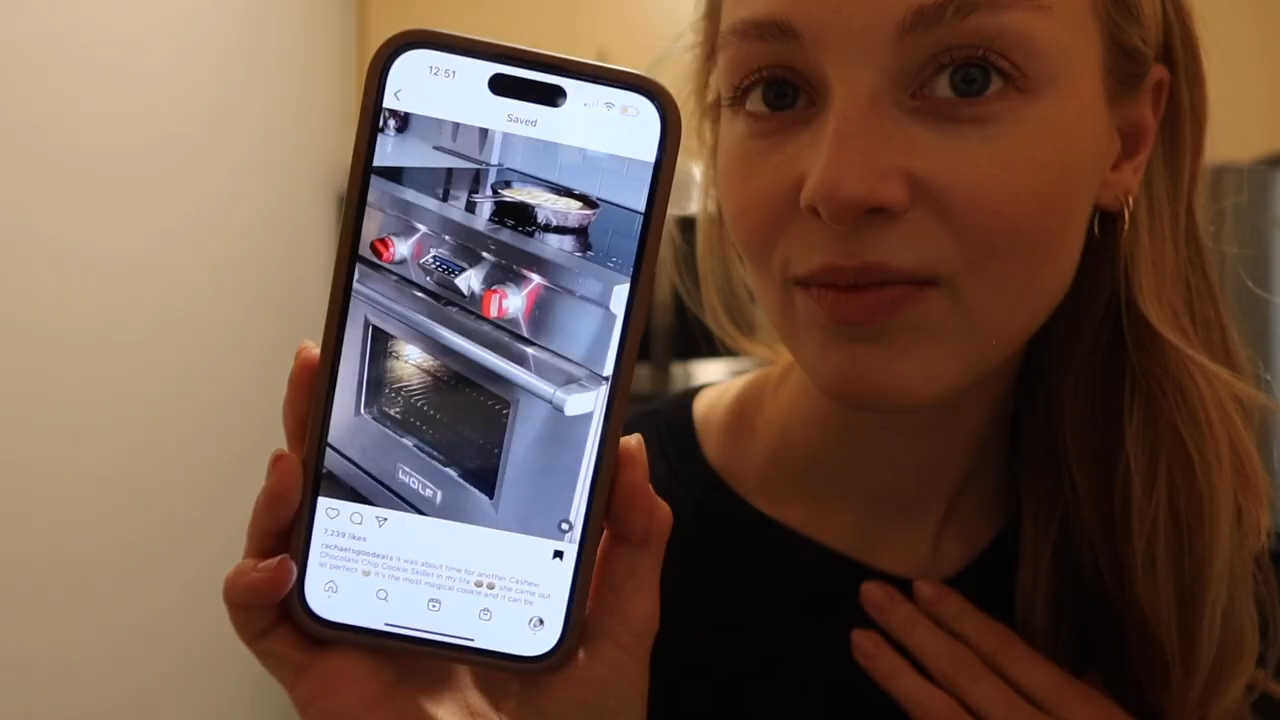 12:51
Saved
WOLF
7,239 likes
rachaelsgoodeats It was about time for another Cashew
Chocolate Chip Cookie Skillet in my life she came out
so perfect it's the most magical cookie and it can be